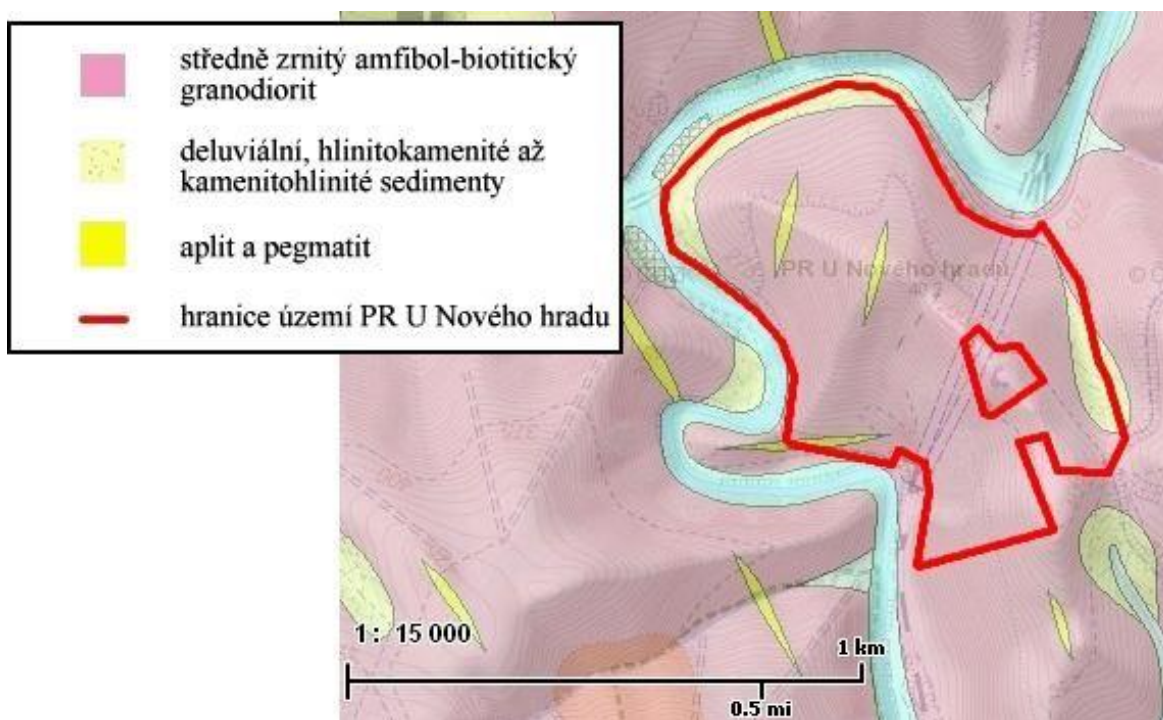 středně zrnitý amfibol-biotitický
granodiorit
deluviální, hlinitokamenité až
kamenitohlinité sedimenty
aplit a pegmatit
hranice území PR U Nového hradu
PR U Nového hradu
270
1 : 15 000
1 km
0.5 mi